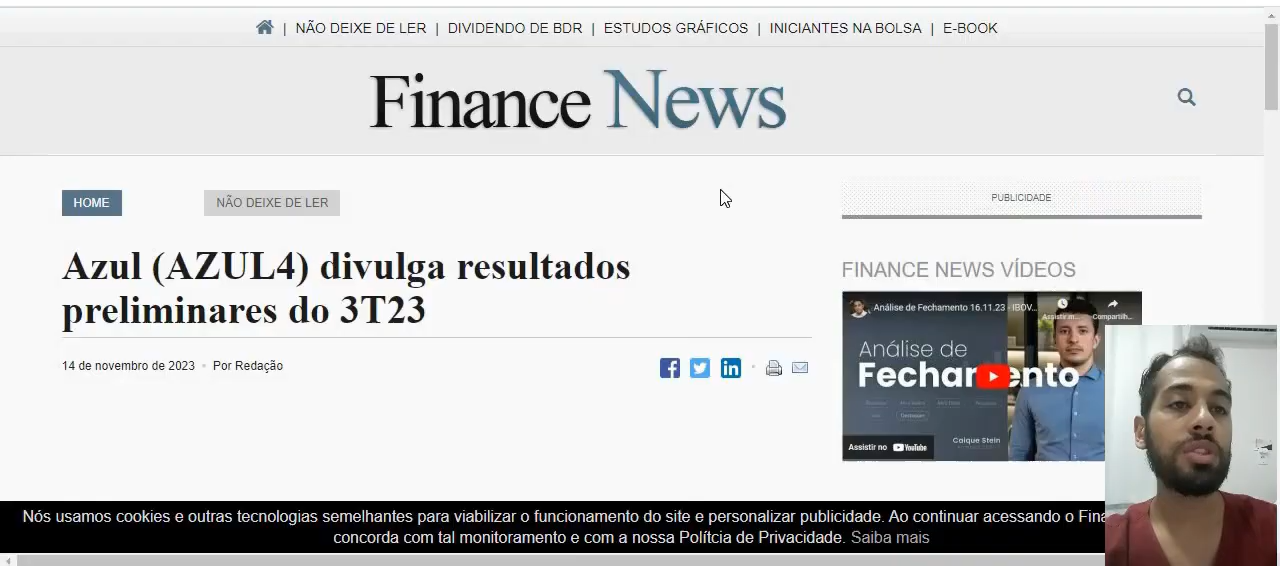 | NÃO DEIXE DE LER | DIVIDENDO DE BDR | ESTUDOS GRÁFICOS | INICIANTES NA BOLSA | E-BOOK
Finance News
HOME
NÃO DEIXE DE LER
PUBLICIDADE
Azul (AZUL4) divulga resultados
preliminares do 3T23
14 de novembro de 2023 • Por Redação
FINANCE NEWS VÍDEOS
Análise de Fechamento 16.11.23 - IBOV...
Assistir m...
Compartilh...
Análise de
Fechamento
Assistir no YouTube
Caique Stein
Nós usamos cookies e outras tecnologias semelhantes para viabilizar o funcionamento do site e personalizar publicidade. Ao continuar acessando o Fina
concorda com tal monitoramento e com a nossa Polítcia de Privacidade. Saiba mais